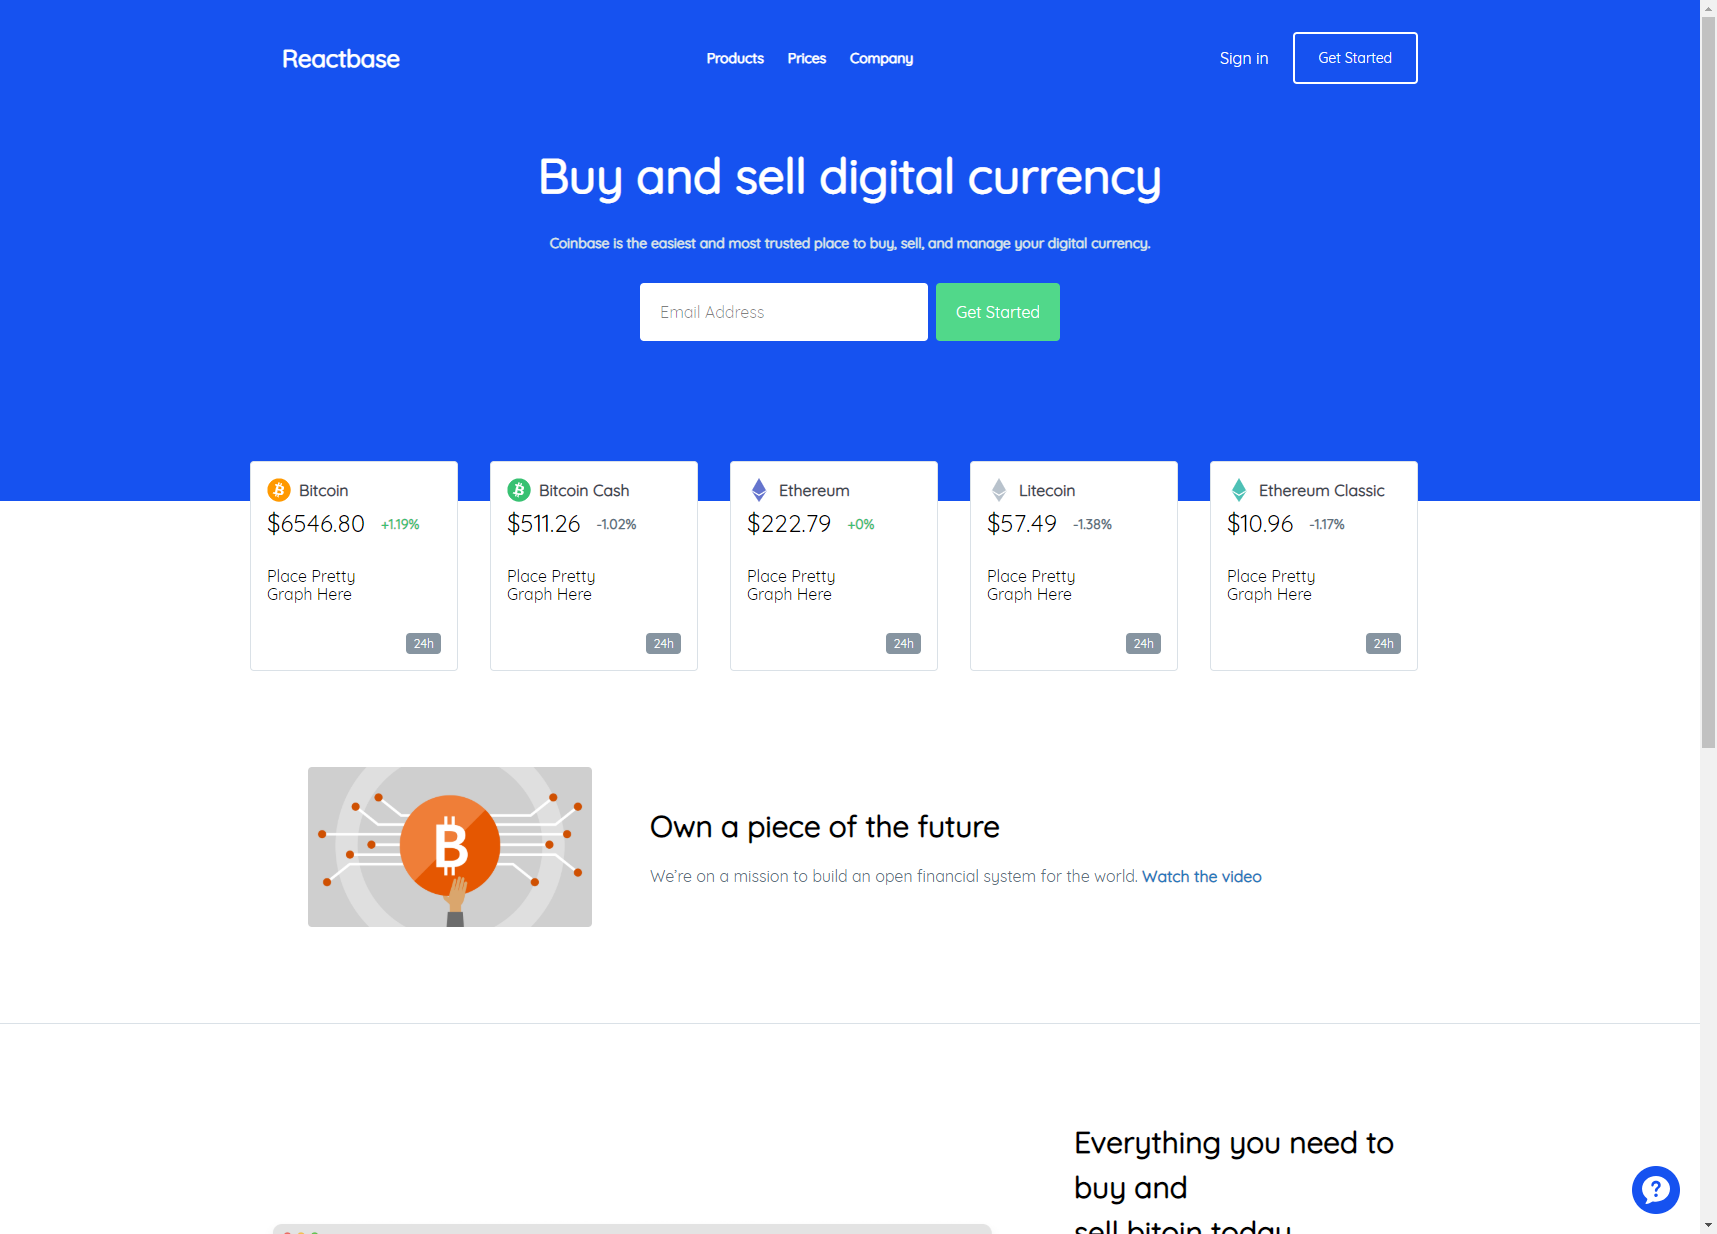 Reactbase
Products Prices Company
Sign in
Get Started
Buy and sell digital currency
Coinbase is the easiest and most trusted place to buy, sell, and manage your digital currency.
Email Address
Get Started
Bitcoin
$6546.80 +1.19%
Place Pretty
Graph Here
24h
Bitcoin Cash
$511.26 -1.02%
Place Pretty
Graph Here
24h
Ethereum
$222.79 +0%
Place Pretty
Graph Here
24h
Litecoin
$57.49 -1.38%
Place Pretty
Graph Here
24h
Ethereum Classic
$10.96 -1.17%
Place Pretty
Graph Here
24h
Own a piece of the future
We're on a mission to build an open financial system for the world. Watch the video
Everything you need to
buy and
sell bitoin today